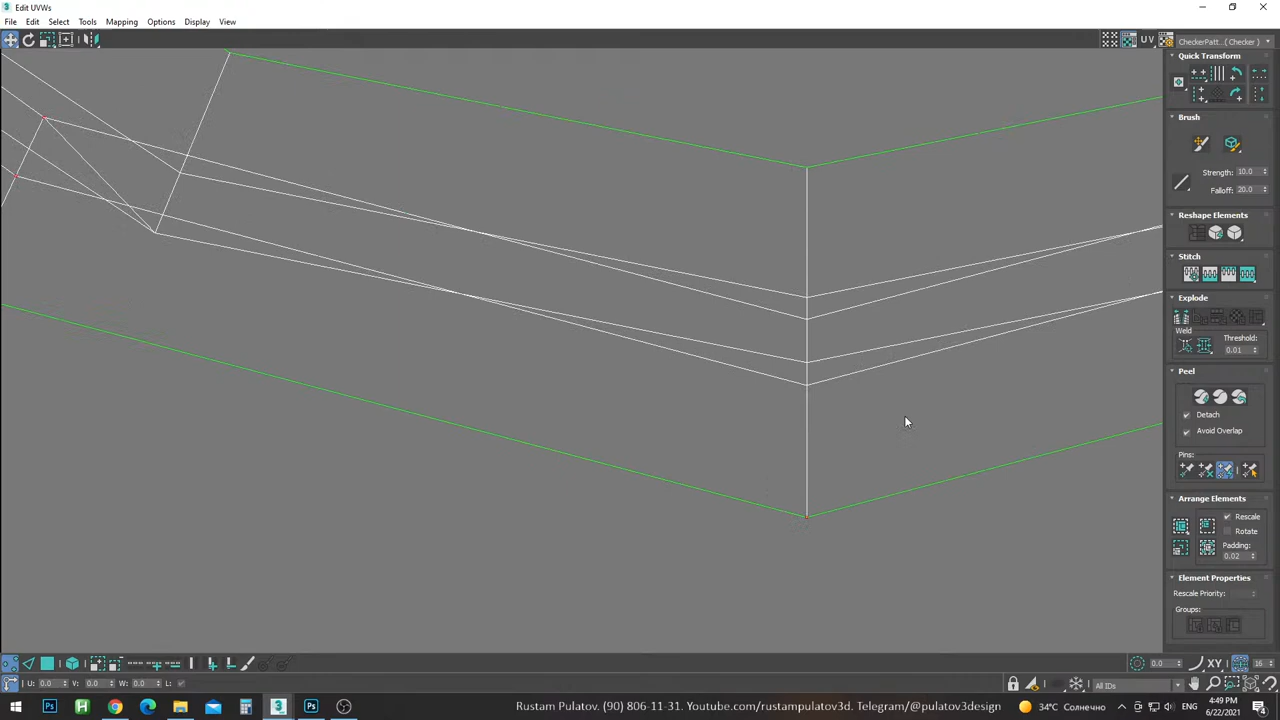 Edit UVWs
File Edit Select Tools Mapping Options Display View
UV
CheckerPatt...( Checker )
Quick Transform
Brush
Strength: 10.0
Falloff: 20.0
Reshape Elements
Stitch
Explode
Weld
Threshold:
0.01
Peel
Detach
Avoid Overlap
Pins:
Arrange Elements
Rescale
Rotate
Padding:
0.02
Element Properties
Rescale Priority:
Groups:
0.0 XY 16
U: 0.0 V: 0.0 W: 0.0 L:
All IDs
Rustam Pulatov. (90) 806-11-31. Youtube.com/rustampulatov3d. Telegram/@pulatov3design
34°C Солнечно
ENG
4:49 PM
6/22/2021